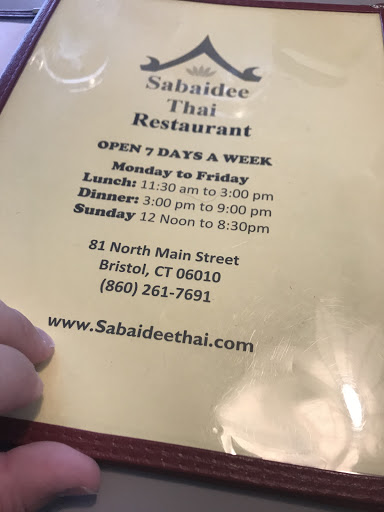 Sabaidee
Thai
Restaurant
OPEN 7 DAYS A WEEK
Monday to Friday
Lunch: 11:30 am to 3:00 pm
Dinner: 3:00 pm to 9:00 pm
Sunday 12 Noon to 8:30pm
81 North Main Street
Bristol, CT 06010
(860) 261-7691
www.Sabaideethai.com